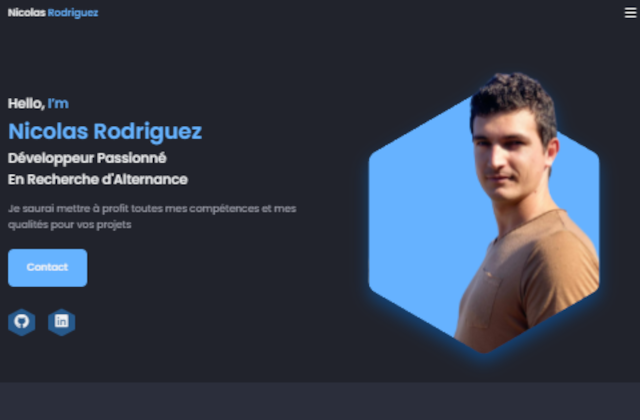 Nicolas Rodriguez
Hello, I'm
Nicolas Rodriguez
Développeur Passionné
En Recherche d'Alternance
Je saurai mettre à profit toutes mes compétences et mes
qualités pour vos projets
Contact
in